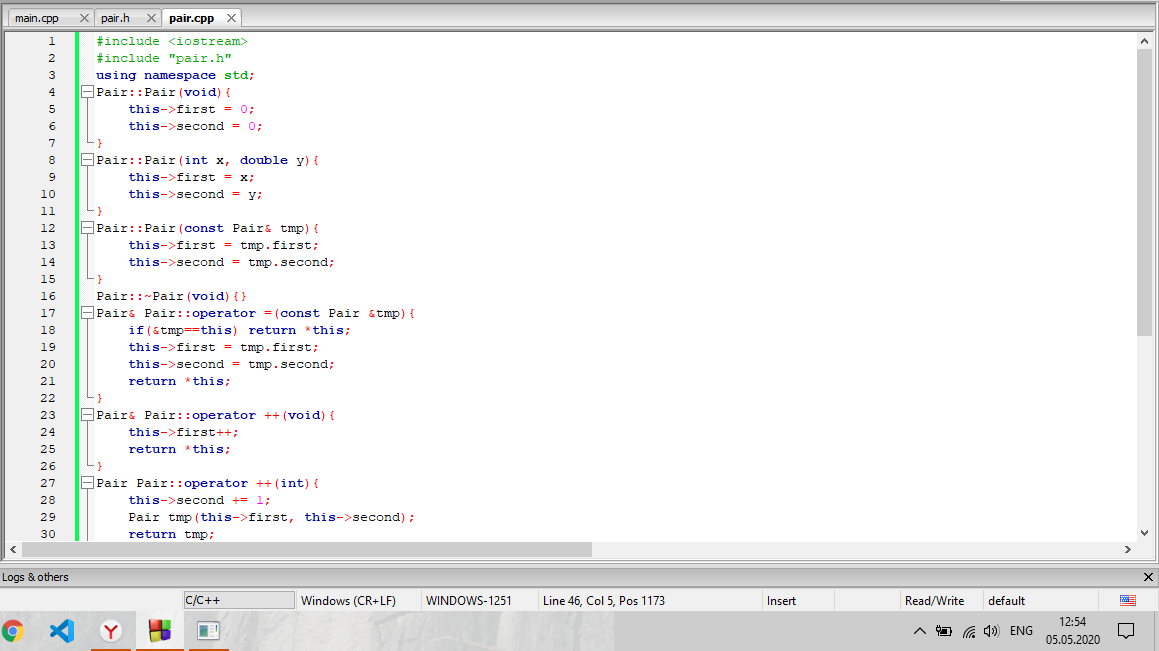 main.cpp pair.h pair.cpp
1 #include <iostream>
2 #include "pair.h"
3 using namespace std;
4 Pair::Pair(void){
5     this->first = 0;
6     this->second = 0;
7 }
8 Pair::Pair(int x, double y){
9     this->first = x;
10     this->second = y;
11 }
12 Pair::Pair(const Pair& tmp){
13     this->first = tmp.first;
14     this->second = tmp.second;
15 }
16 Pair::~Pair(void){}
17 Pair& Pair::operator =(const Pair &tmp){
18     if(&tmp==this) return *this;
19     this->first = tmp.first;
20     this->second = tmp.second;
21     return *this;
22 }
23 Pair& Pair::operator ++(void){
24     this->first++;
25     return *this;
26 }
27 Pair Pair::operator ++(int){
28     this->second += 1;
29     Pair tmp(this->first, this->second);
30     return tmp;
Logs & others
C/C++ Windows (CR+LF) WINDOWS-1251 Line 46, Col 5, Pos 1173 Insert Read/Write default
ENG 12:54
05.05.2020